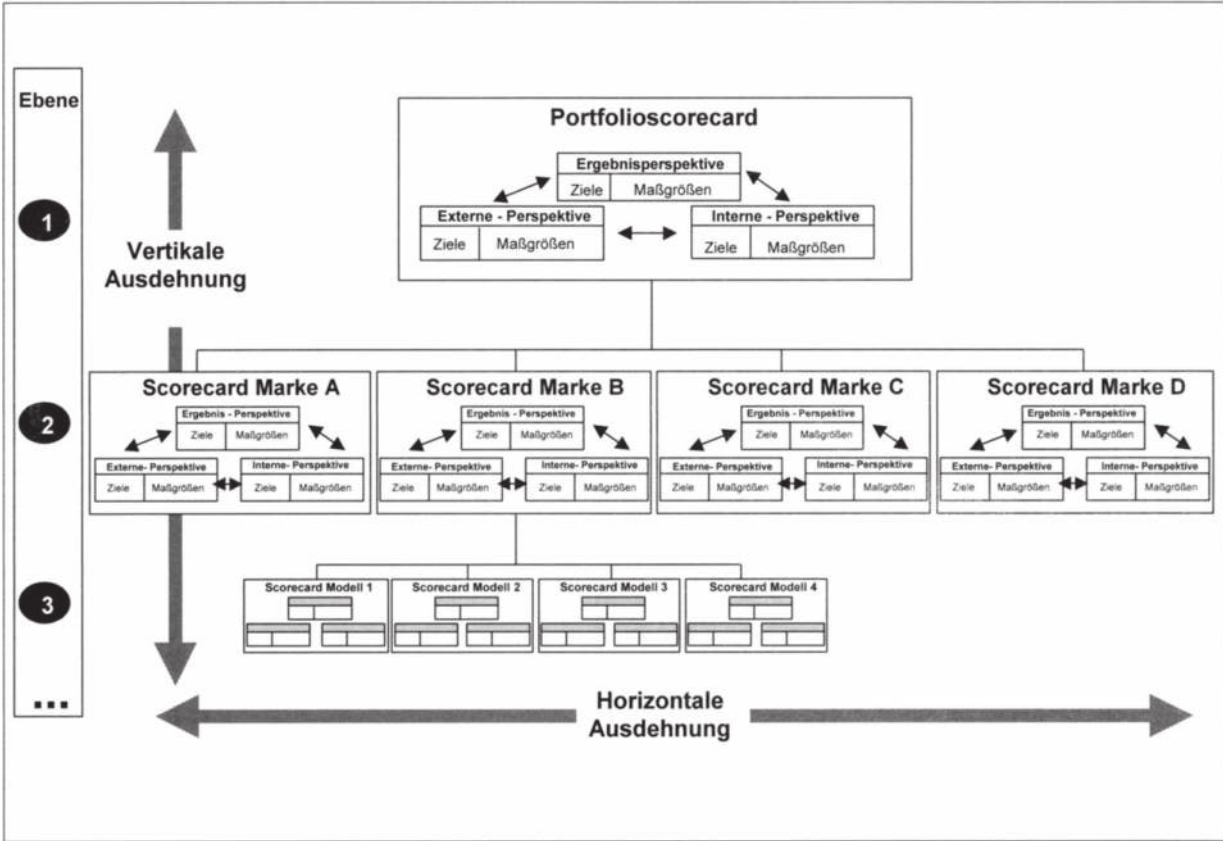 Ebene
Portfolioscorecard
Ergebnisperspektive
Ziele Maßgrößen
Externe - Perspektive Interne - Perspektive
Ziele Maßgrößen Ziele Maßgrößen
1
Vertikale
Ausdehnung
Scorecard Marke A Scorecard Marke B Scorecard Marke C Scorecard Marke D
Ergebnis - Perspektive Ergebnis - Perspektive Ergebnis - Perspektive Ergebnis - Perspektive
2
Ziele Maßgrößen Ziele Maßgrößen Ziele Maßgrößen Ziele Maßgrößen
Externe- Perspektive Interne- Perspektive Externe- Perspektive Interne- Perspektive Externe- Perspektive Interne- Perspektive Externe- Perspektive Interne- Perspektive
Ziele Maßgrößen Ziele Maßgrößen Ziele Maßgrößen Ziele Maßgrößen Ziele Maßgrößen Ziele Maßgrößen Ziele Maßgrößen Ziele Maßgrößen
Scorecard Modell 1 Scorecard Modell 2 Scorecard Modell 3 Scorecard Modell 4
3
...
Horizontale
Ausdehnung